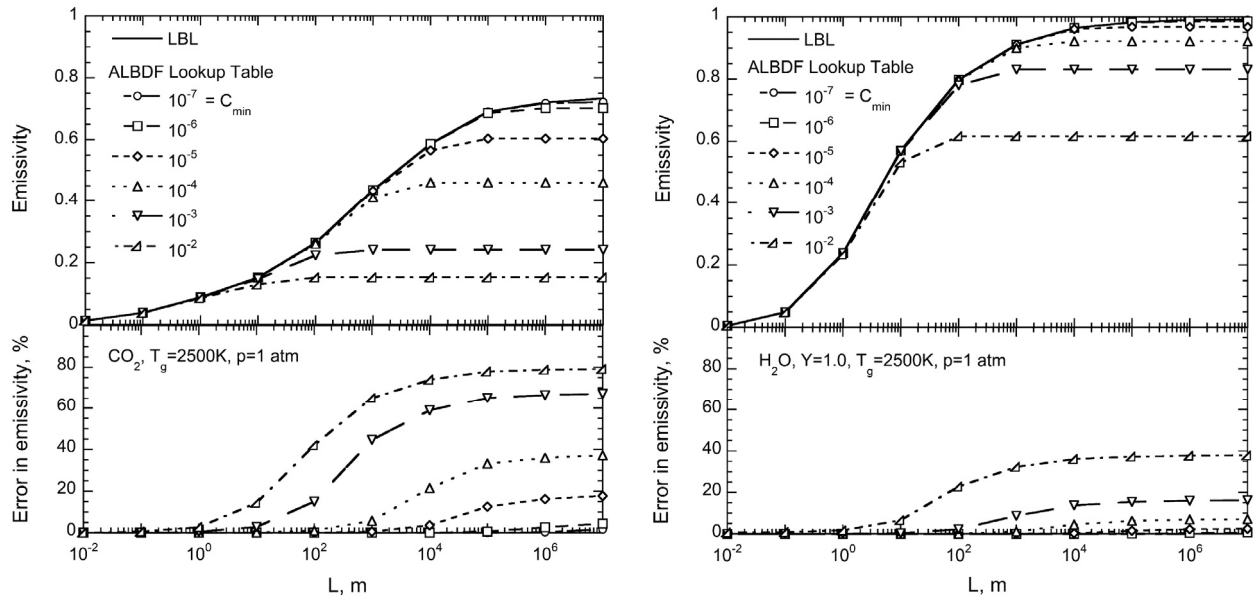 1
0.8
0.6
0.4
0.2
0
Emissivity
LBL
ALBDF Lookup Table
10⁻⁷ = C_min
10⁻⁶
10⁻⁵
10⁻⁴
10⁻³
10⁻²
80
60
40
20
0
Error in emissivity, %
CO₂, T_g=2500K, p=1 atm
10⁻² 10⁰ 10² 10⁴ 10⁶
L, m
1
0.8
0.6
0.4
0.2
0
Emissivity
LBL
ALBDF Lookup Table
10⁻⁷ = C_min
10⁻⁶
10⁻⁵
10⁻⁴
10⁻³
10⁻²
80
60
40
20
0
Error in emissivity, %
H₂O, Y=1.0, T_g=2500K, p=1 atm
10⁻² 10⁰ 10² 10⁴ 10⁶
L, m